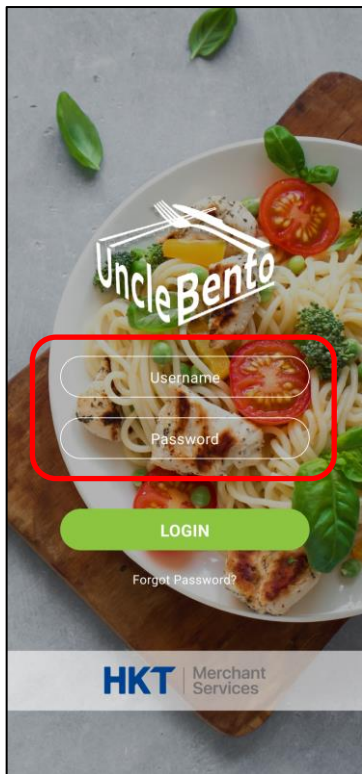 UncleBento
Username
Password
LOGIN
Forgot Password?
HKT | Merchant
Services